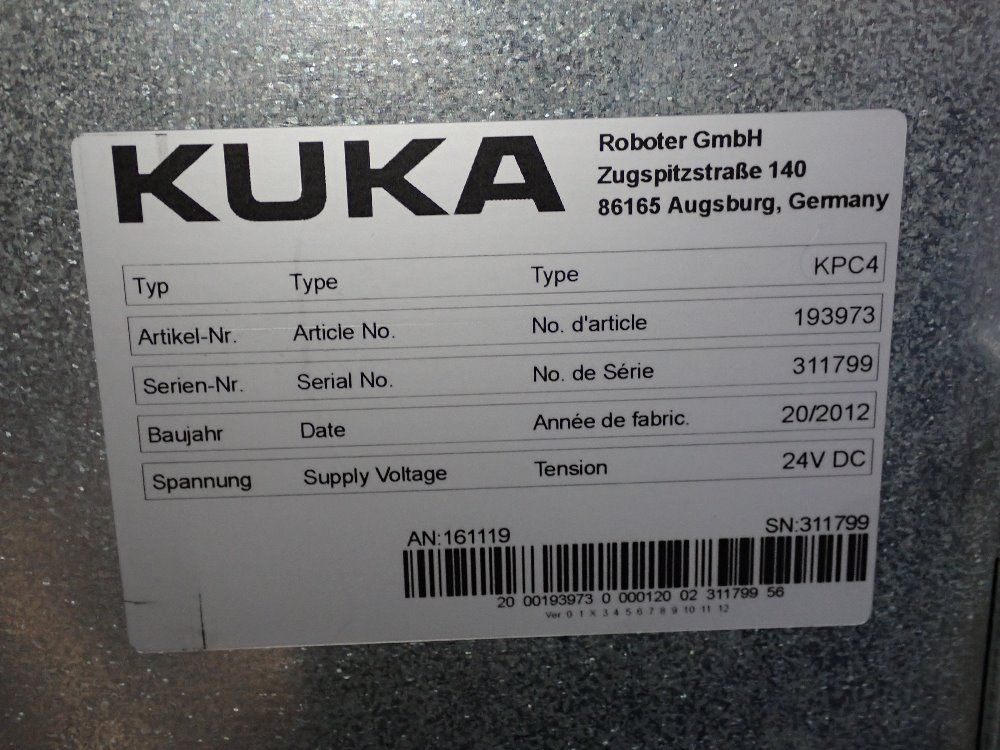 KUKA
Roboter GmbH
Zugspitzstraße 140
86165 Augsburg, Germany
Typ Type Type KPC4
Artikel-Nr. Article No. No. d'article 193973
Serien-Nr. Serial No. No. de Série 311799
Baujahr Date Année de fabric. 20/2012
Spannung Supply Voltage Tension 24V DC
AN:161119 SN:311799
20 00193973 0 000120 02 311799 56
Ver 0 1 X 3 4 5 6 7 8 9 10 11 12